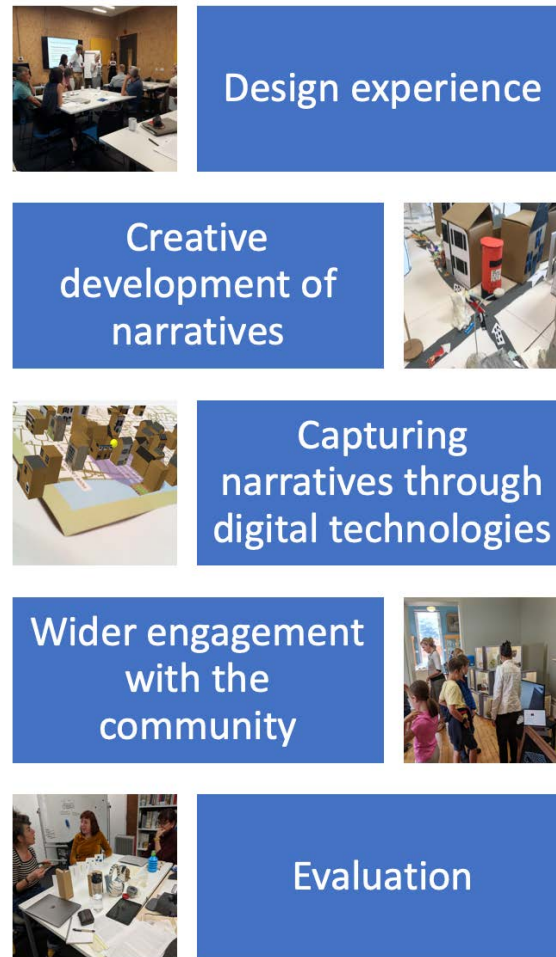 Design experience
Creative
development of
narratives
Capturing
narratives through
digital technologies
Wider engagement
with the
community
Evaluation